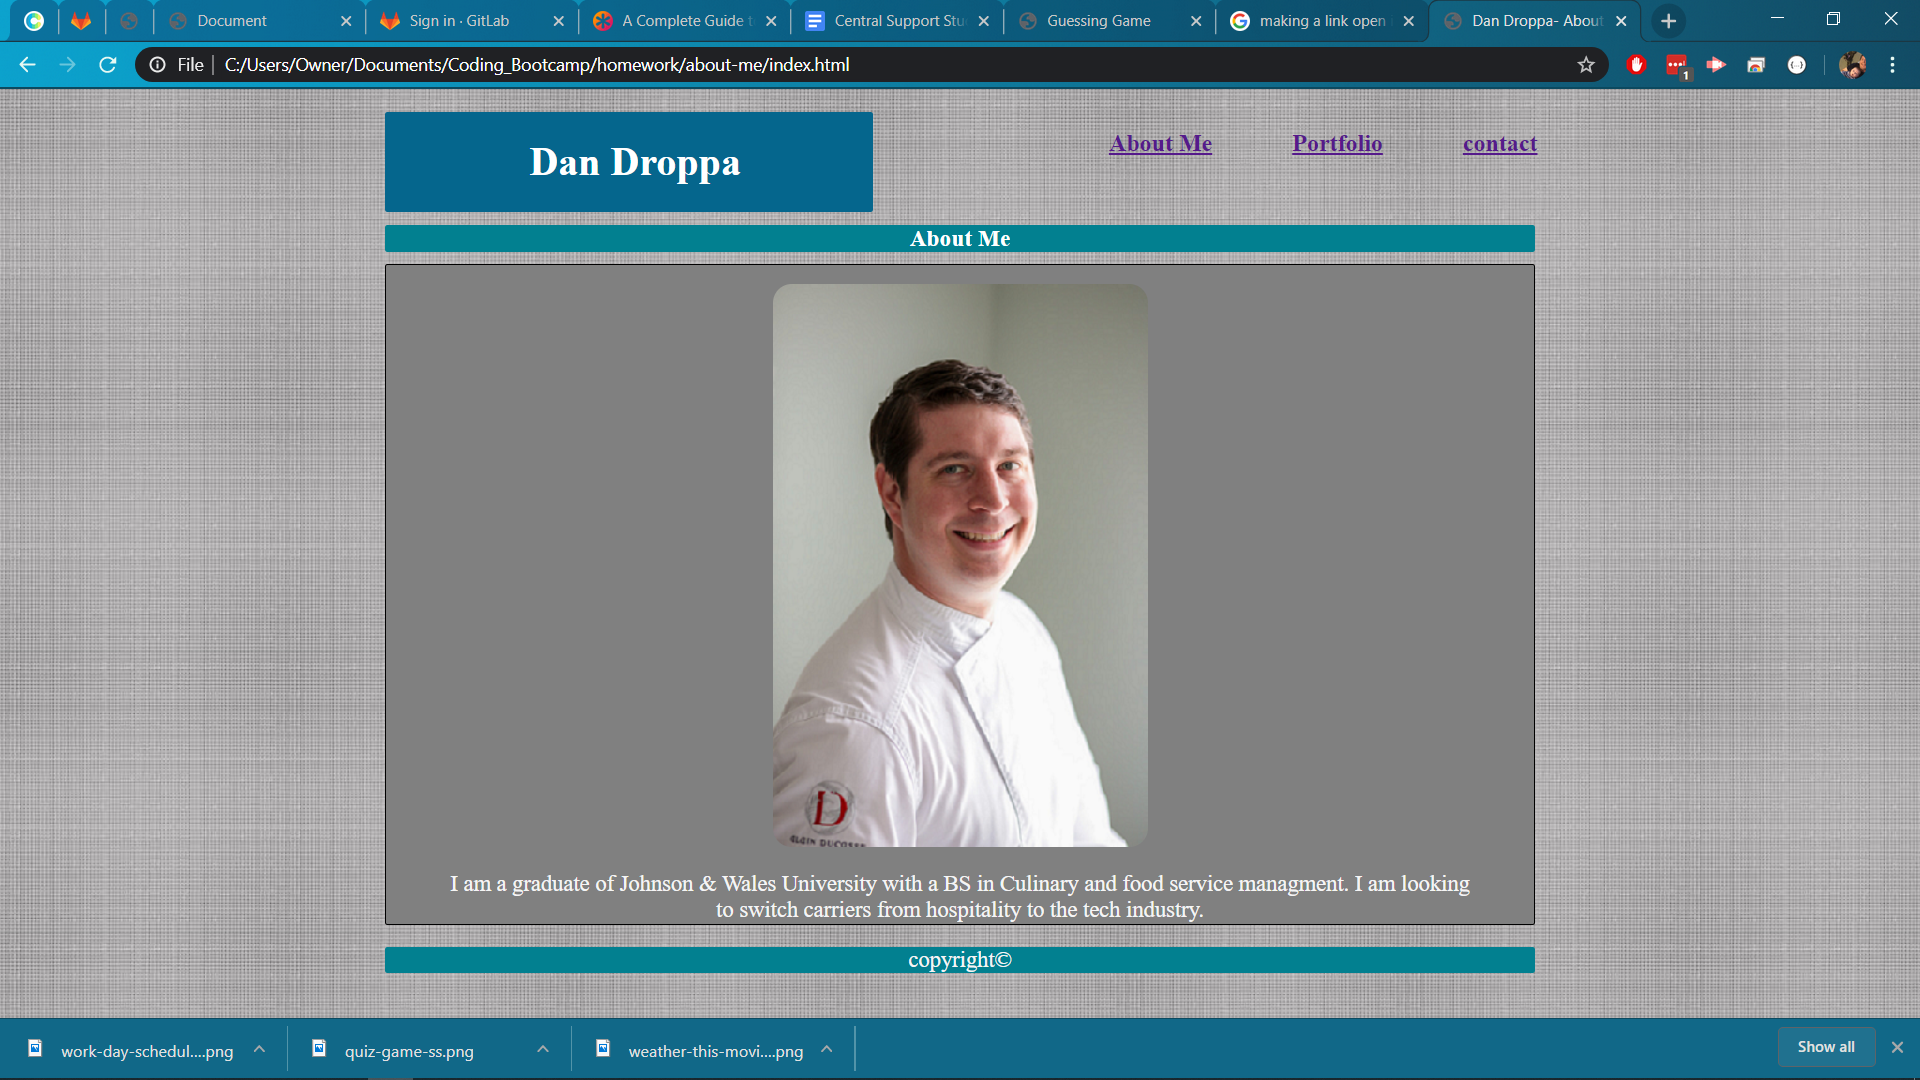 Document
Sign in · GitLab
A Complete Guide t
Central Support Stu
Guessing Game
making a link open
Dan Droppa- About
File
C:/Users/Owner/Documents/Coding_Bootcamp/homework/about-me/index.html
1
Dan Droppa
About Me
Portfolio
contact
About Me
D
ALAIN DUCASSE
I am a graduate of Johnson & Wales University with a BS in Culinary and food service managment. I am looking
to switch carriers from hospitality to the tech industry.
copyright©
work-day-schedul....png
quiz-game-ss.png
weather-this-movi....png
Show all